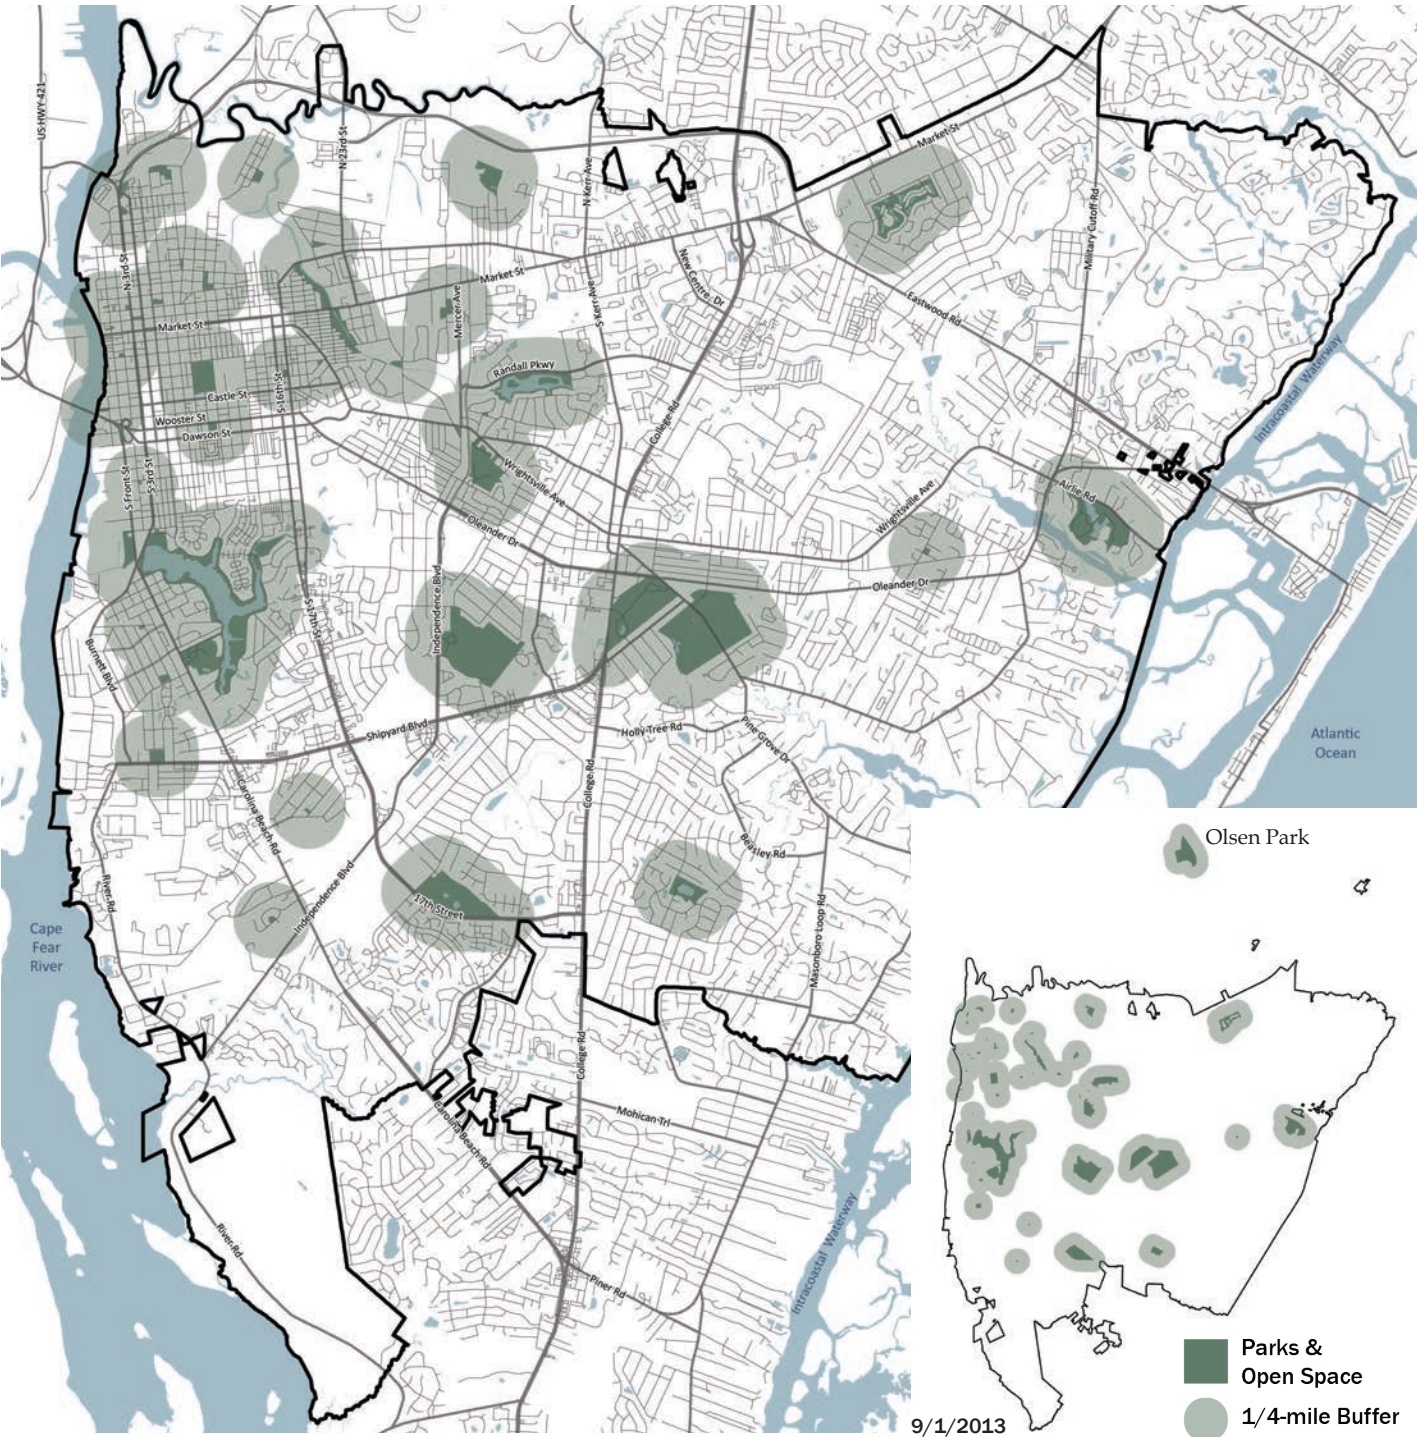 US HWY 421
N 23rd St
N Kerr Ave
Market St
Military Cutoff Rd
N 3rd St
Market St
New Centre Dr
Mercer Ave
S Kerr Ave
Eastwood Rd
Market St
Intracoastal Waterway
Randall Pkwy
S 16th St
Castle St
College Rd
Wooster St
Dawson St
S Front St
S 3rd St
Wrightsville Ave
Airlie Rd
Wrightsville Ave
Oleander Dr
Oleander Dr
Independence Blvd
S 17th St
Burnett Blvd
Shipyard Blvd
Holly Tree Rd
Pine Grove Dr
Atlantic
Ocean
College Rd
Carolina Beach Rd
Beasley Rd
Olsen Park
River Rd
Independence Blvd
17th Street
Masonboro Loop Rd
Cape
Fear
River
College Rd
Mohican Trl
Carolina Beach Rd
River Rd
Intracoastal Waterway
Piner Rd
Parks &
Open Space
1/4-mile Buffer
9/1/2013